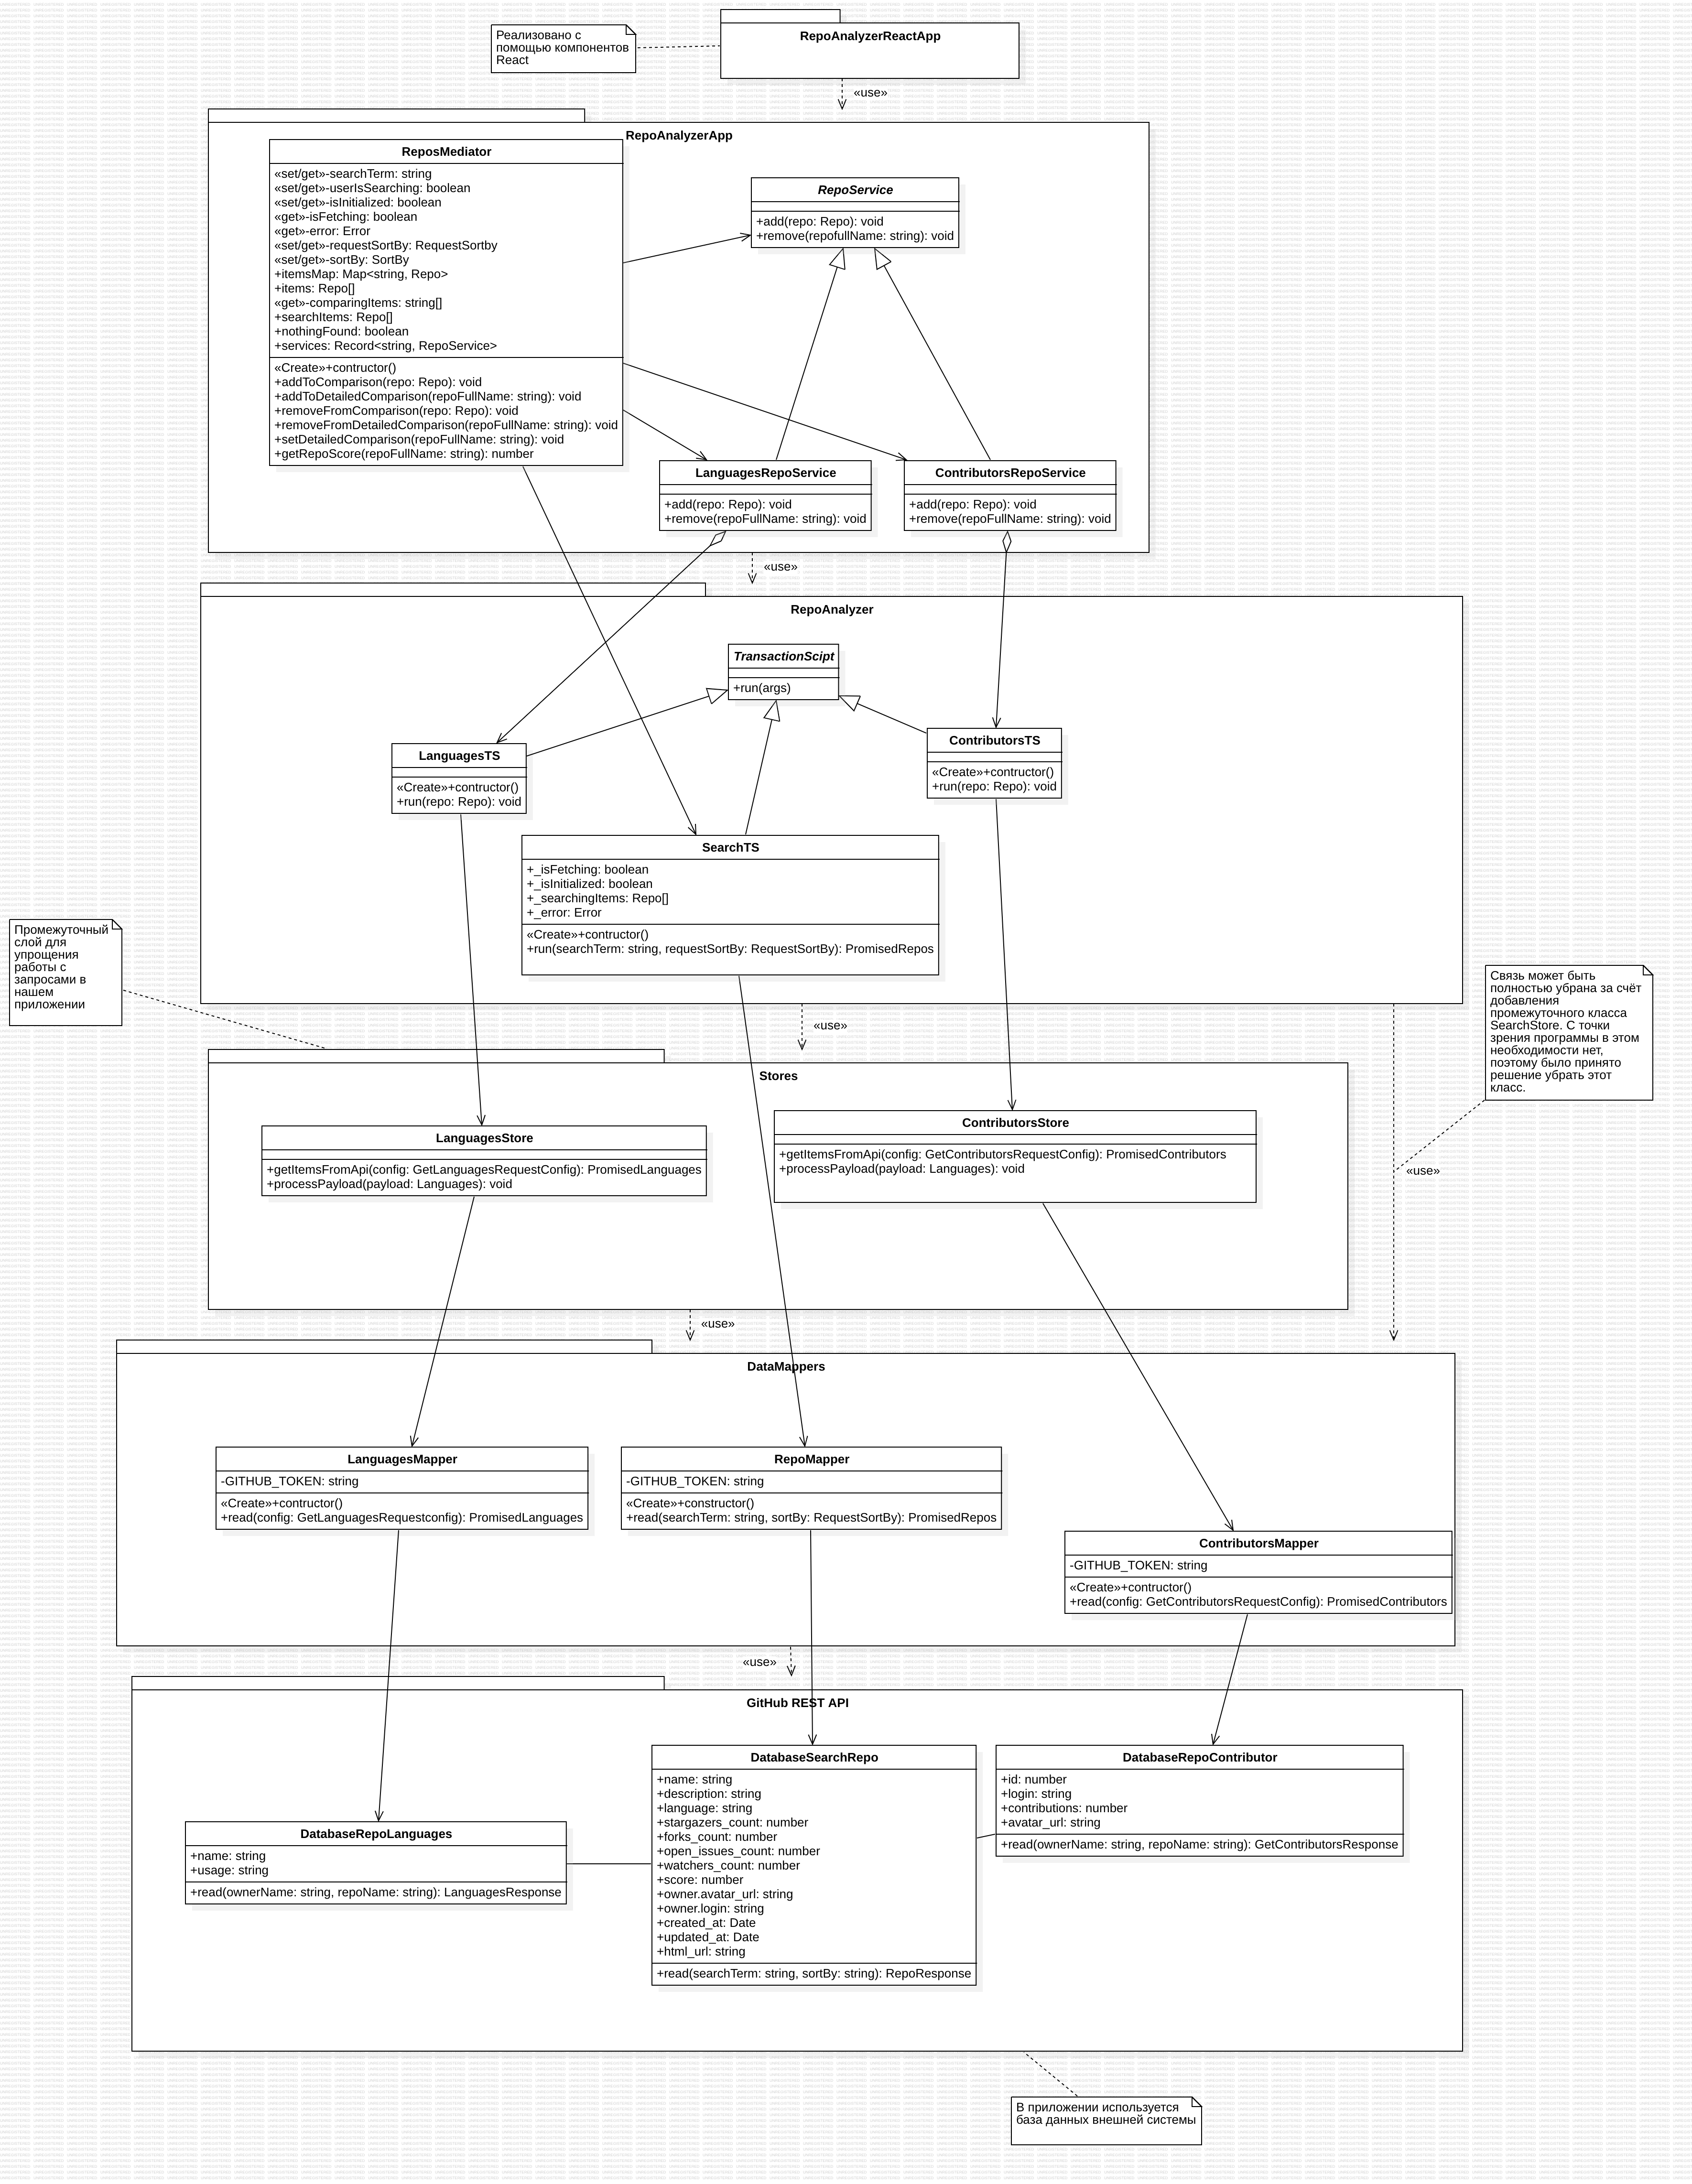 Реализовано с
помощью компонентов
React
RepoAnalyzerReactApp
«use»
RepoAnalyzerApp
ReposMediator
«set/get»-searchTerm: string
«set/get»-userIsSearching: boolean
«set/get»-isInitialized: boolean
«get»-isFetching: boolean
«get»-error: Error
«set/get»-requestSortBy: RequestSortby
«set/get»-sortBy: SortBy
+itemsMap: Map<string, Repo>
+items: Repo[]
«get»-comparingItems: string[]
+searchItems: Repo[]
+nothingFound: boolean
+services: Record<string, RepoService>
«Create»+contructor()
+addToComparison(repo: Repo): void
+addToDetailedComparison(repoFullName: string): void
+removeFromComparison(repo: Repo): void
+removeFromDetailedComparison(repoFullName: string): void
+setDetailedComparison(repoFullName: string): void
+getRepoScore(repoFullName: string): number
RepoService
+add(repo: Repo): void
+remove(repofullName: string): void
LanguagesRepoService
+add(repo: Repo): void
+remove(repoFullName: string): void
ContributorsRepoService
+add(repo: Repo): void
+remove(repoFullName: string): void
«use»
RepoAnalyzer
TransactionScipt
+run(args)
LanguagesTS
«Create»+contructor()
+run(repo: Repo): void
ContributorsTS
«Create»+contructor()
+run(repo: Repo): void
SearchTS
+_isFetching: boolean
+_isInitialized: boolean
+_searchingItems: Repo[]
+_error: Error
«Create»+contructor()
+run(searchTerm: string, requestSortBy: RequestSortBy): PromisedRepos
Промежуточный
слой для
упрощения
работы с
запросами в
нашем
приложении
«use»
Связь может быть
полностью убрана за счёт
добавления
промежуточного класса
SearchStore. С точки
зрения программы в этом
необходимости нет,
поэтому было принято
решение убрать этот
класс.
«use»
Stores
LanguagesStore
+getItemsFromApi(config: GetLanguagesRequestConfig): PromisedLanguages
+processPayload(payload: Languages): void
ContributorsStore
+getItemsFromApi(config: GetContributorsRequestConfig): PromisedContributors
+processPayload(payload: Languages): void
«use»
DataMappers
LanguagesMapper
-GITHUB_TOKEN: string
«Create»+contructor()
+read(config: GetLanguagesRequestconfig): PromisedLanguages
RepoMapper
-GITHUB_TOKEN: string
«Create»+constructor()
+read(searchTerm: string, sortBy: RequestSortBy): PromisedRepos
ContributorsMapper
-GITHUB_TOKEN: string
«Create»+contructor()
+read(config: GetContributorsRequestConfig): PromisedContributors
«use»
GitHub REST API
DatabaseRepoLanguages
+name: string
+usage: string
+read(ownerName: string, repoName: string): LanguagesResponse
DatabaseSearchRepo
+name: string
+description: string
+language: string
+stargazers_count: number
+forks_count: number
+open_issues_count: number
+watchers_count: number
+score: number
+owner.avatar_url: string
+owner.login: string
+created_at: Date
+updated_at: Date
+html_url: string
+read(searchTerm: string, sortBy: string): RepoResponse
DatabaseRepoContributor
+id: number
+login: string
+contributions: number
+avatar_url: string
+read(ownerName: string, repoName: string): GetContributorsResponse
В приложении используется
база данных внешней системы